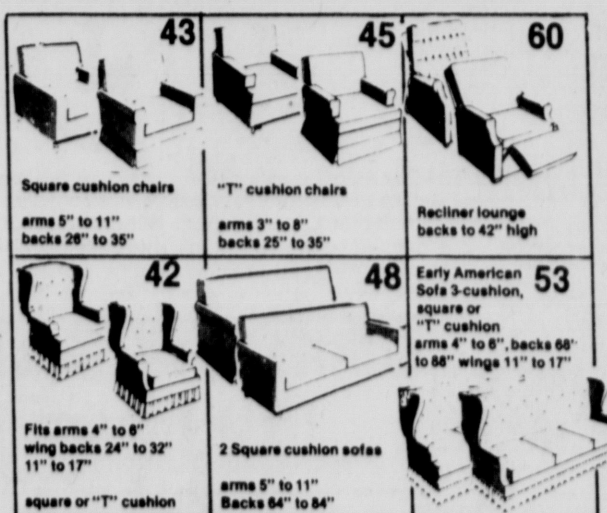 43
Square cushion chairs
arms 5" to 11"
backs 26" to 35"
45
"T" cushion chairs
arms 3" to 8"
backs 25" to 35"
60
Recliner lounge
backs to 42" high
42
Fits arms 4" to 6"
wing backs 24" to 32"
11" to 17"
square or "T" cushion
48
2 Square cushion sofas
arms 5" to 11"
Backs 64" to 84"
53
Early American
Sofa 3-cushion,
square or
"T" cushion
arms 4" to 6", backs 68'
to 88" wings 11" to 17"